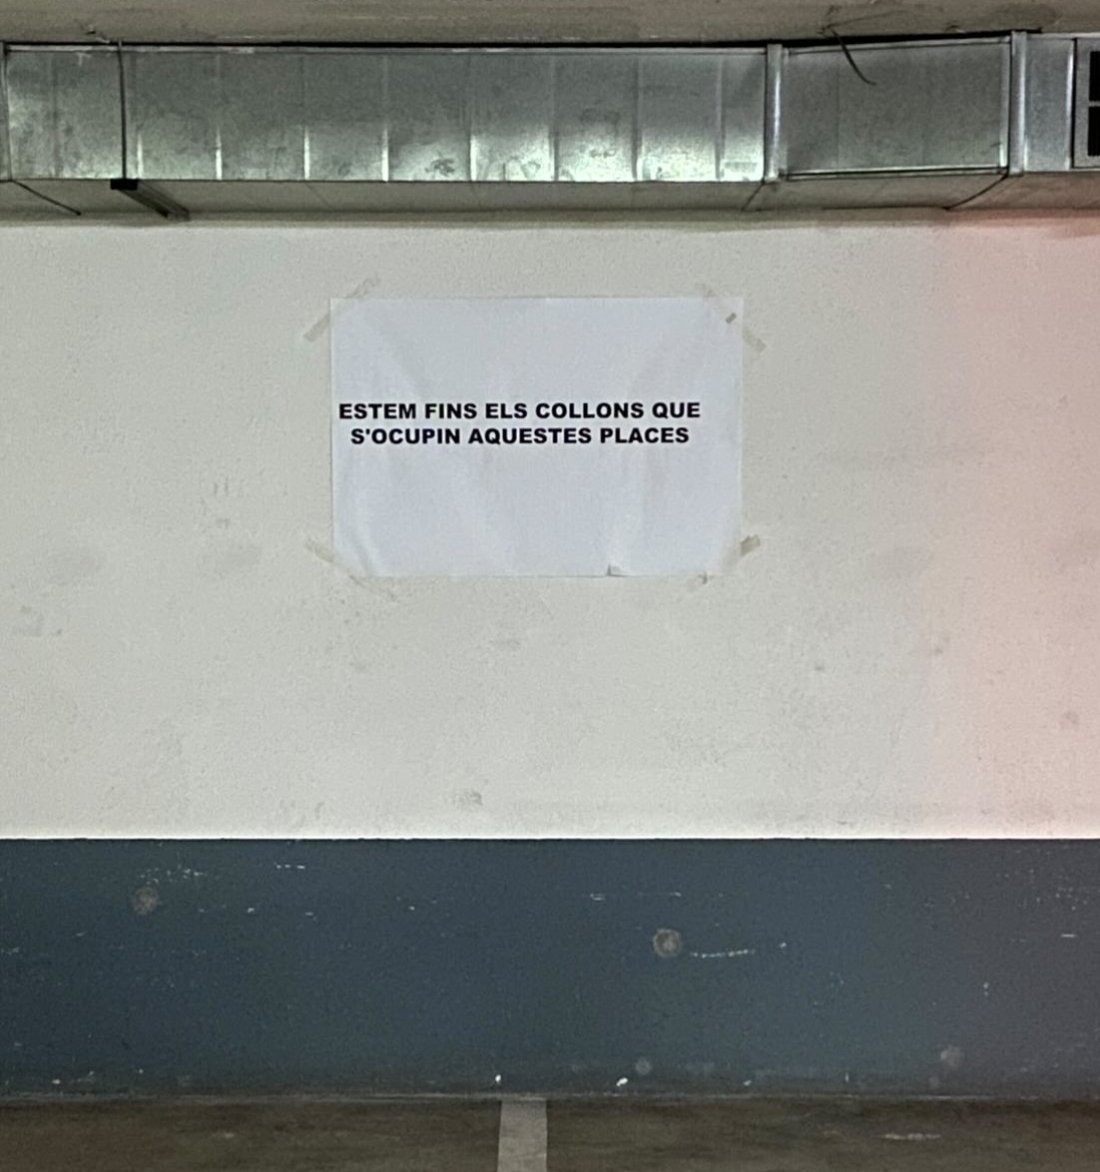 ESTEM FINS ELS COLLONS QUE
S'OCUPIN AQUESTES PLACES